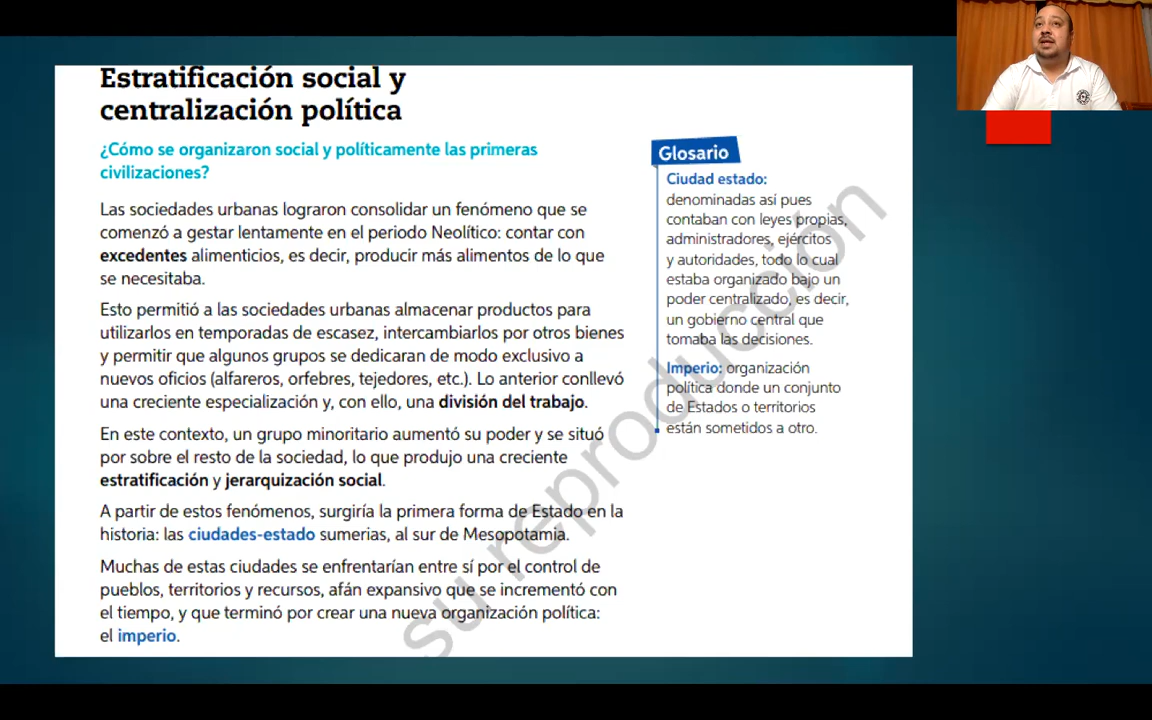 Estratificación social y
centralización política
¿Cómo se organizaron social y políticamente las primeras
civilizaciones?
Las sociedades urbanas lograron consolidar un fenómeno que se
comenzó a gestar lentamente en el periodo Neolítico: contar con
excedentes alimenticios, es decir, producir más alimentos de lo que
se necesitaba.
Esto permitió a las sociedades urbanas almacenar productos para
utilizarlos en temporadas de escasez, intercambiarlos por otros bienes
y permitir que algunos grupos se dedicaran de modo exclusivo a
nuevos oficios (alfareros, orfebres, tejedores, etc.). Lo anterior conllevó
una creciente especialización y, con ello, una división del trabajo.
En este contexto, un grupo minoritario aumentó su poder y se situó
por sobre el resto de la sociedad, lo que produjo una creciente
estratificación y jerarquización social.
A partir de estos fenómenos, surgiría la primera forma de Estado en la
historia: las ciudades-estado sumerias, al sur de Mesopotamia.
Muchas de estas ciudades se enfrentarían entre sí por el control de
pueblos, territorios y recursos, afán expansivo que se incrementó con
el tiempo, y que terminó por crear una nueva organización política:
el imperio.
Glosario
Ciudad estado:
denominadas así pues
contaban con leyes propias,
administradores, ejércitos
y autoridades, todo lo cual
estaba organizado bajo un
poder centralizado, es decir,
un gobierno central que
tomaba las decisiones.
Imperio: organización
política donde un conjunto
de Estados o territorios
están sometidos a otro.
su reproducción